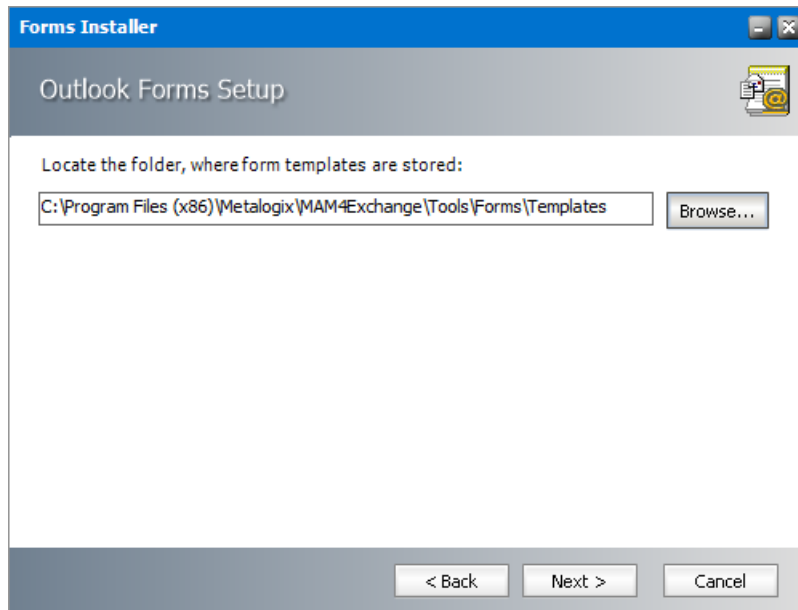 Forms Installer
Outlook Forms Setup
Locate the folder, where form templates are stored:
C:\Program Files (x86)\Metalogix\MAM4Exchange\Tools\Forms\Templates
Browse...
< Back
Next >
Cancel